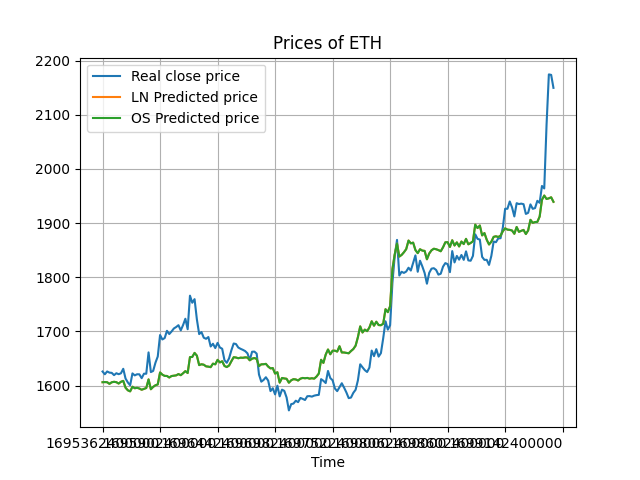 Prices of ETH
2200
Real close price
LN Predicted price
OS Predicted price
2100
2000
1900
1800
1700
1600
Time